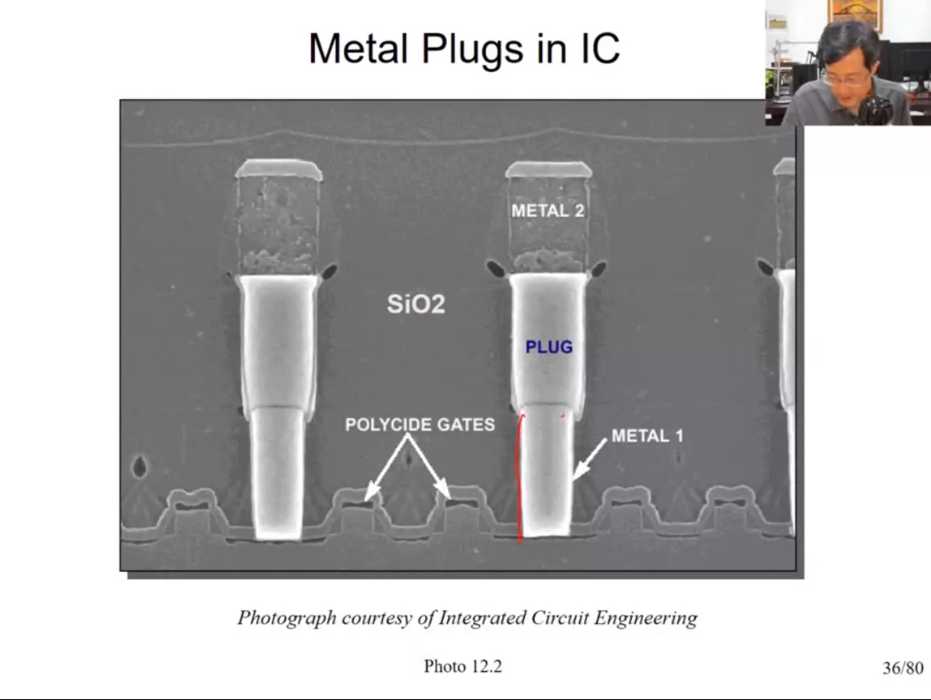 Metal Plugs in IC
METAL 2
SiO2
PLUG
POLYCIDE GATES
METAL 1
Photograph courtesy of Integrated Circuit Engineering
Photo 12.2
36/80